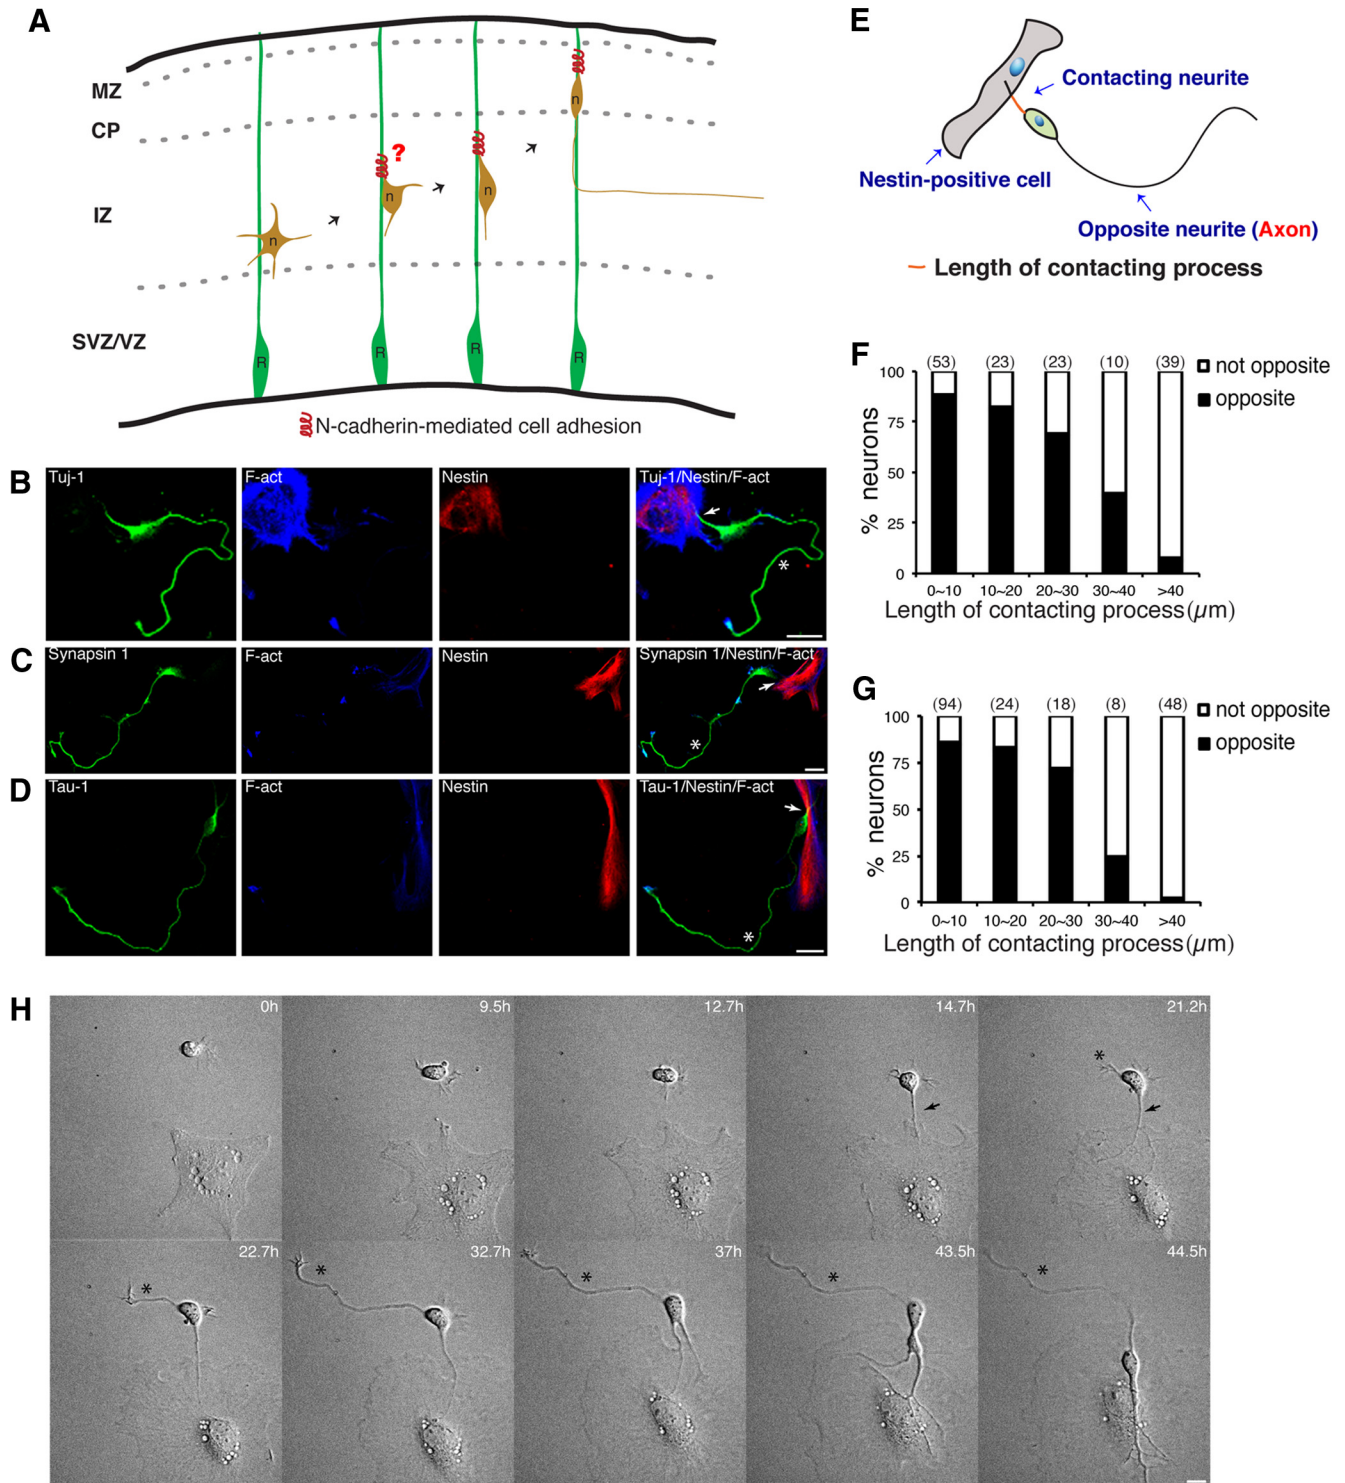 A
MZ
CP
IZ
SVZ/VZ
?
n
n
n
n
R
R
R
R
N-cadherin-mediated cell adhesion
B
Tuj-1
F-act
Nestin
Tuj-1/Nestin/F-act
*
C
Synapsin 1
F-act
Nestin
Synapsin 1/Nestin/F-act
*
D
Tau-1
F-act
Nestin
Tau-1/Nestin/F-act
*
E
Contacting neurite
Nestin-positive cell
Opposite neurite (Axon)
Length of contacting process
F
(53) (23) (23) (10) (39)
not opposite
opposite
% neurons
100
75
50
25
0
0~10 10~20 20~30 30~40 >40
Length of contacting process(μm)
G
(94) (24) (18) (8) (48)
not opposite
opposite
% neurons
100
75
50
25
0
0~10 10~20 20~30 30~40 >40
Length of contacting process(μm)
H
0h 9.5h 12.7h 14.7h 21.2h
*
22.7h 32.7h 37h 43.5h 44.5h
* * * * *